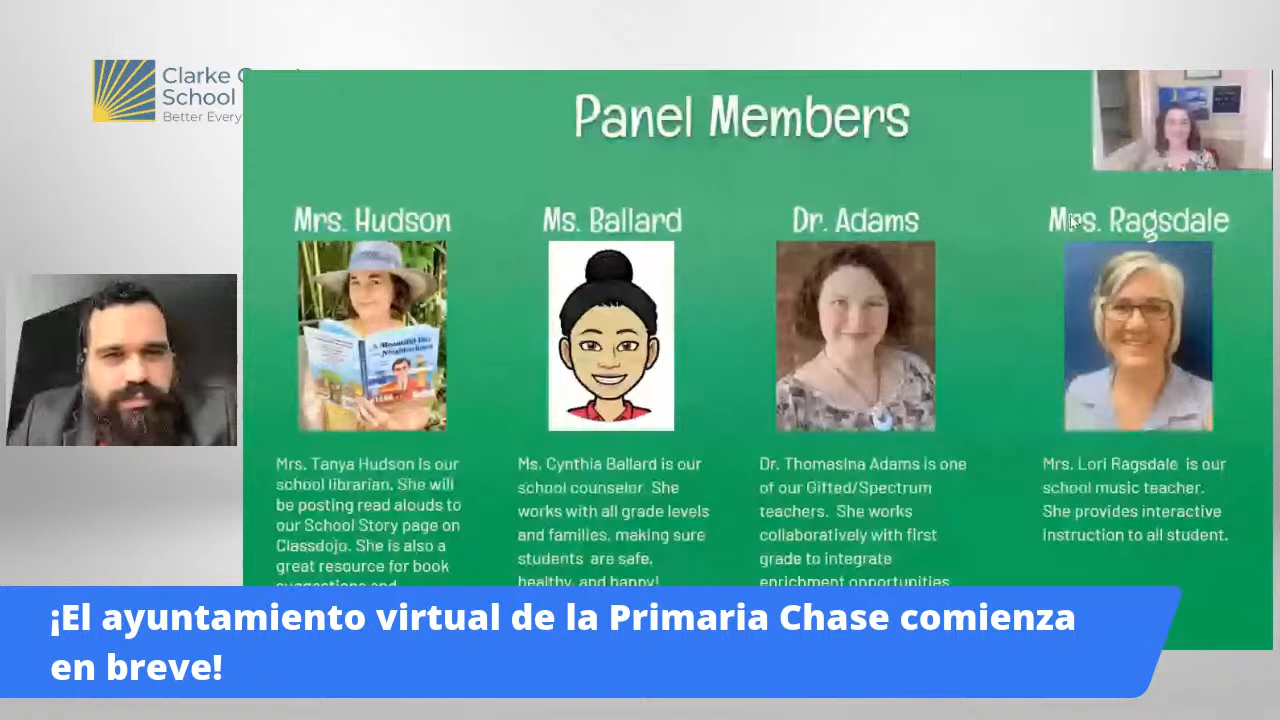 Clarke
School
Better Every
Panel Members
Mrs. Hudson
Ms. Ballard
Dr. Adams
Mrs. Ragsdale
Mrs. Tanya Hudson is our
school librarian. She will
be posting read alouds to
our School Story page on
Classdojo. She is also a
great resource for book
suggestions and
Ms. Cynthia Ballard is our
school counselor. She
works with all grade levels
and families, making sure
students are safe,
healthy, and happy!
Dr. Thomasina Adams is one
of our Gifted/Spectrum
teachers. She works
collaboratively with first
grade to integrate
enrichment opportunities
Mrs. Lori Ragsdale is our
school music teacher.
She provides interactive
instruction to all student.
¡El ayuntamiento virtual de la Primaria Chase comienza
en breve!